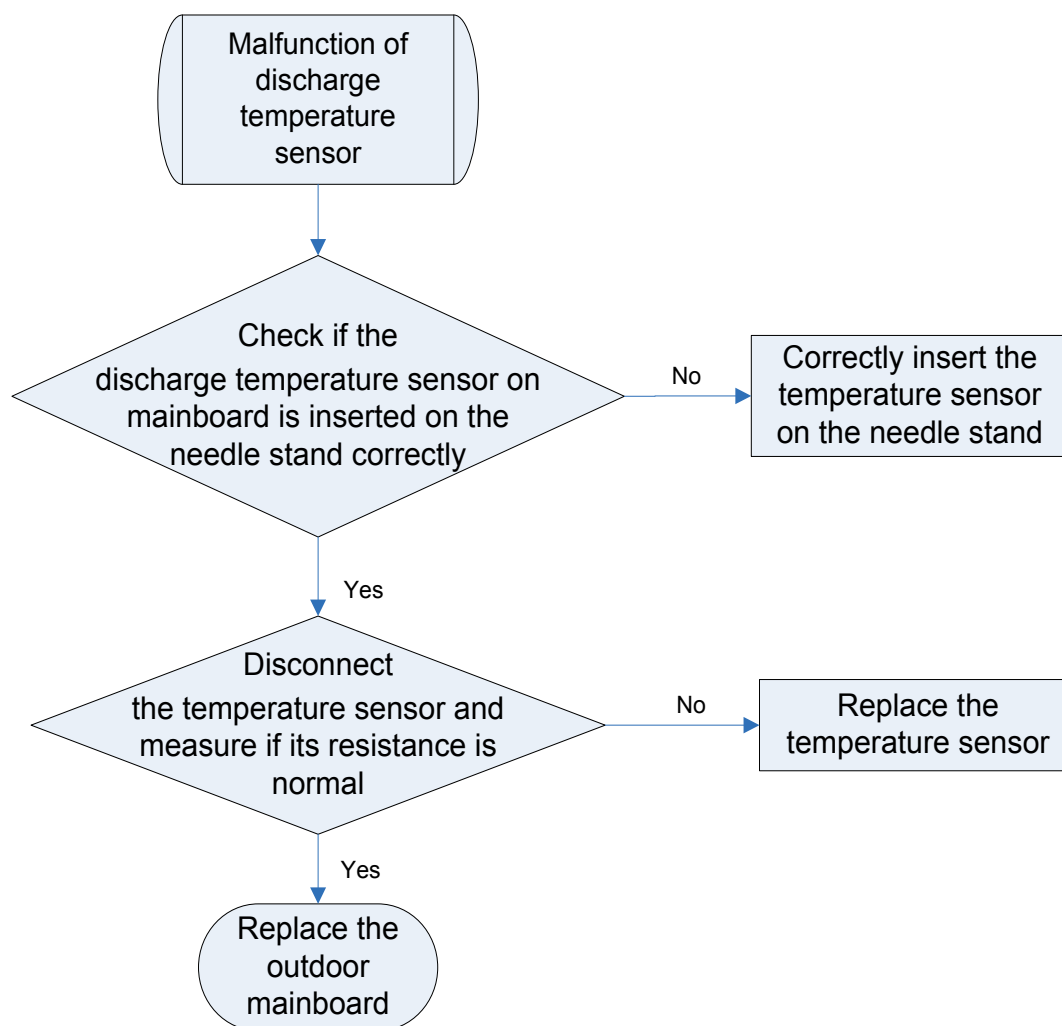 Malfunction of
discharge
temperature
sensor
Check if the
discharge temperature sensor on
mainboard is inserted on the
needle stand correctly
No
Correctly insert the
temperature sensor
on the needle stand
Yes
Disconnect
the temperature sensor and
measure if its resistance is
normal
No
Replace the
temperature sensor
Yes
Replace the
outdoor
mainboard